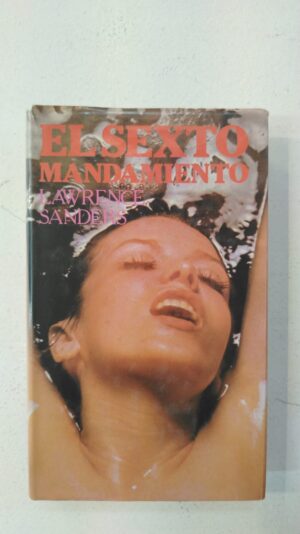 EL SEXTO
MANDAMIENTO
LAWRENCE
SANDERS